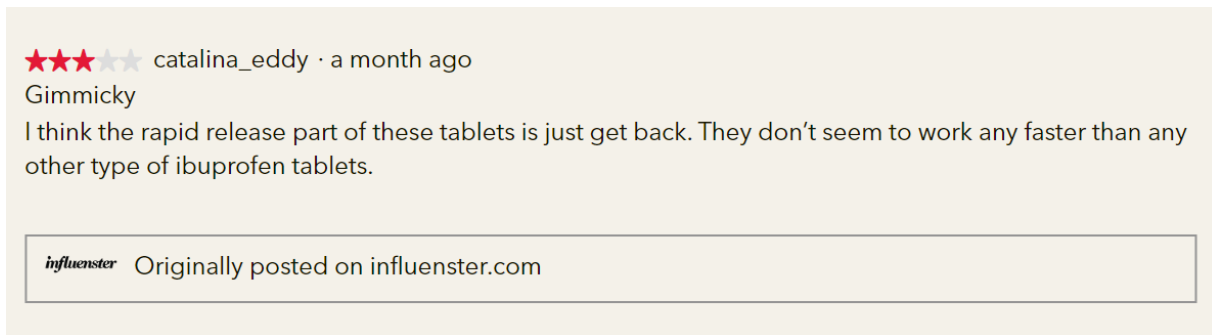 catalina_eddy · a month ago
Gimmicky
I think the rapid release part of these tablets is just get back. They don’t seem to work any faster than any
other type of ibuprofen tablets.
influenster Originally posted on influenster.com